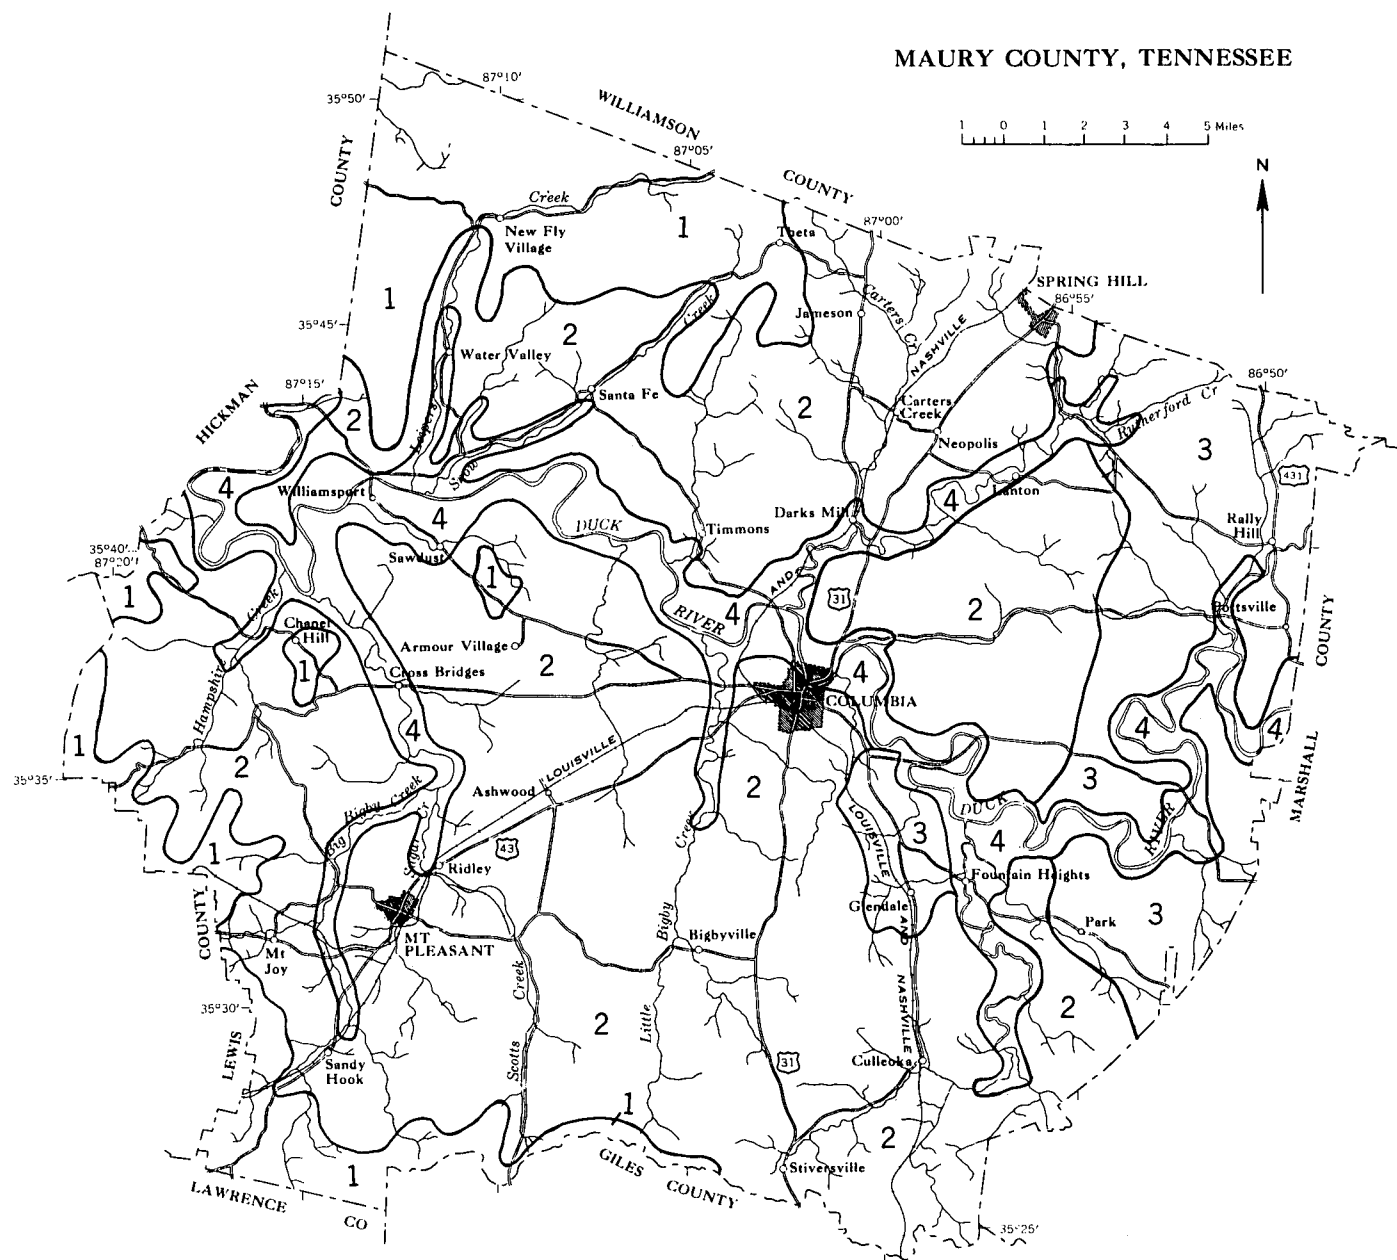 MAURY COUNTY, TENNESSEE
1 0 1 2 3 4 5 Miles
N
87°10'
35°50'
WILLIAMSON
87°05'
COUNTY
COUNTY
Creek
1
New Fly
Village
Theta
87°00'
SPRING HILL
86°55'
1
35°45'
Creek
Jameson
Carters Cr
NASHVILLE
2
Water Valley
Santa Fe
86°50'
87°15'
HICKMAN
2
Leipers
2
Carters
Creek
Rutherford Cr
Neopolis
3
Snow
431
4
Williamsport
4
DUCK
Timmons
Darks Mill
4
Lanton
Rally
Hill
35°40'
87°20'
Sawdust
1
AND
1
Creek
RIVER
4
31
2
Pottsville
Chapel
Hill
Armour Village
COUNTY
1
Cross Bridges
2
4
COLUMBIA
Hampshire
4
4
4
1
2
35°35'
LOUISVILLE
MARSHALL
Ashwood
2
3
Big Bigby Creek
DUCK
LOUISVILLE
3
4
RIVER
Sugar
Creek
43
1
Ridley
Fountain Heights
Glendale
COUNTY
MT
PLEASANT
Bigby
Bigbyville
AND
Park
3
Mt
Joy
Creek
NASHVILLE
35°30'
2
Little
2
LEWIS
Sandy
Hook
Scotts
31
Culleoka
1
2
1
GILES
COUNTY
Stiversville
LAWRENCE
CO
35°25'